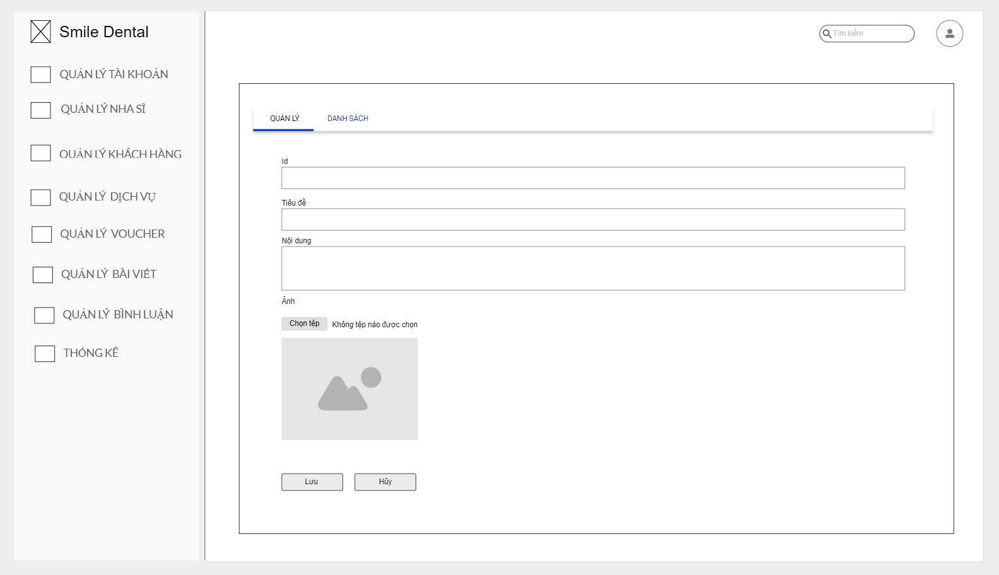 Smile Dental
Tìm kiếm
QUẢN LÝ TÀI KHOẢN
QUẢN LÝ NHA SĨ
QUẢN LÝ KHÁCH HÀNG
QUẢN LÝ DỊCH VỤ
QUẢN LÝ VOUCHER
QUẢN LÝ BÀI VIẾT
QUẢN LÝ BÌNH LUẬN
THỐNG KÊ
QUẢN LÝ DANH SÁCH
Id
Tiêu đề
Nội dung
Ảnh
Chọn tệp Không tệp nào được chọn
Lưu Hủy